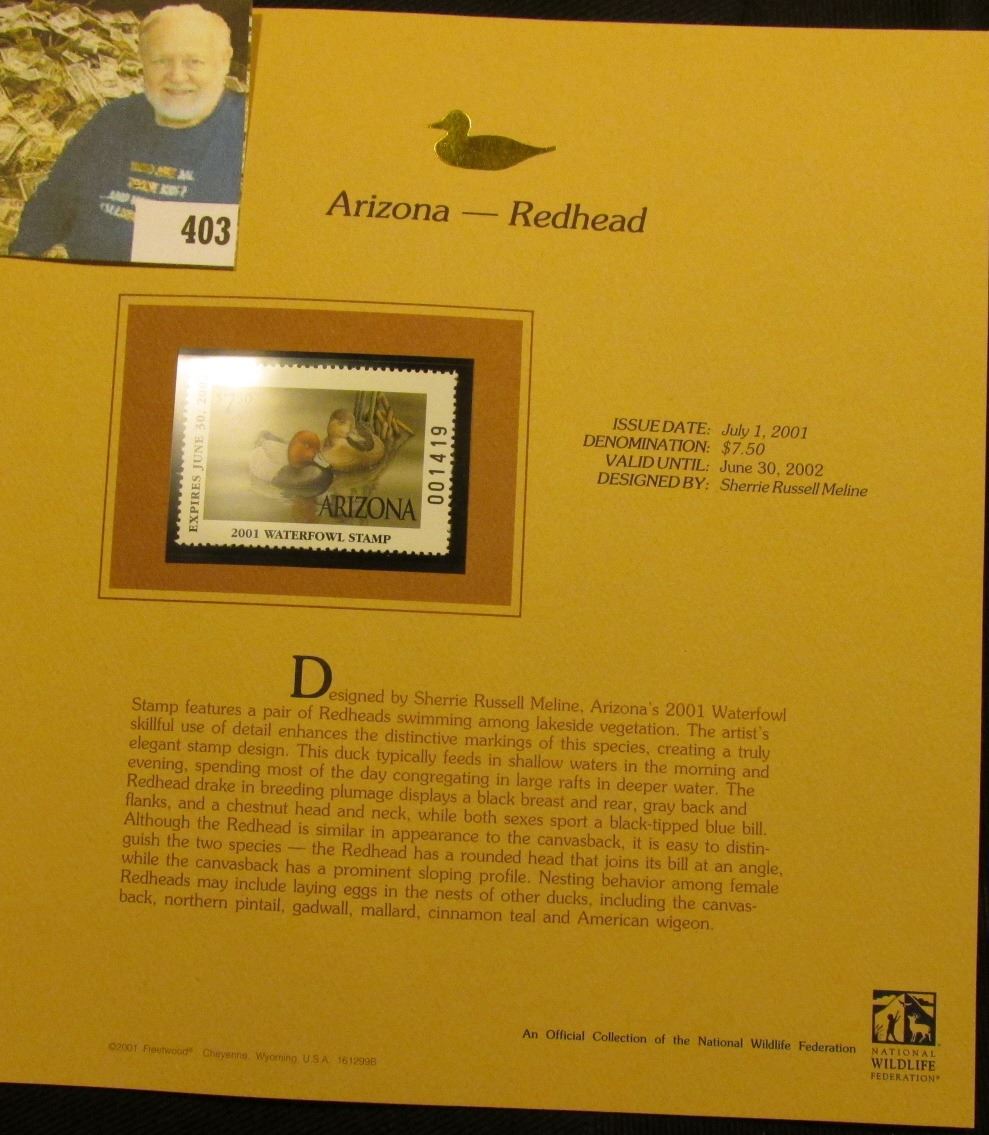 403
Arizona — Redhead
$7.50
EXPIRES JUNE 30, 200
ARIZONA
001419
2001 WATERFOWL STAMP
ISSUE DATE: July 1, 2001
DENOMINATION: $7.50
VALID UNTIL: June 30, 2002
DESIGNED BY: Sherrie Russell Meline
Designed by Sherrie Russell Meline, Arizona's 2001 Waterfowl
Stamp features a pair of Redheads swimming among lakeside vegetation. The artist's
skillful use of detail enhances the distinctive markings of this species, creating a truly
elegant stamp design. This duck typically feeds in shallow waters in the morning and
evening, spending most of the day congregating in large rafts in deeper water. The
Redhead drake in breeding plumage displays a black breast and rear, gray back and
flanks, and a chestnut head and neck, while both sexes sport a black-tipped blue bill.
Although the Redhead is similar in appearance to the canvasback, it is easy to distin-
guish the two species — the Redhead has a rounded head that joins its bill at an angle,
while the canvasback has a prominent sloping profile. Nesting behavior among female
Redheads may include laying eggs in the nests of other ducks, including the canvas-
back, northern pintail, gadwall, mallard, cinnamon teal and American wigeon.
An Official Collection of the National Wildlife Federation
NATIONAL
WILDLIFE
FEDERATION®
©2001 Fleetwood® Cheyenne, Wyoming U.S.A. 161299B